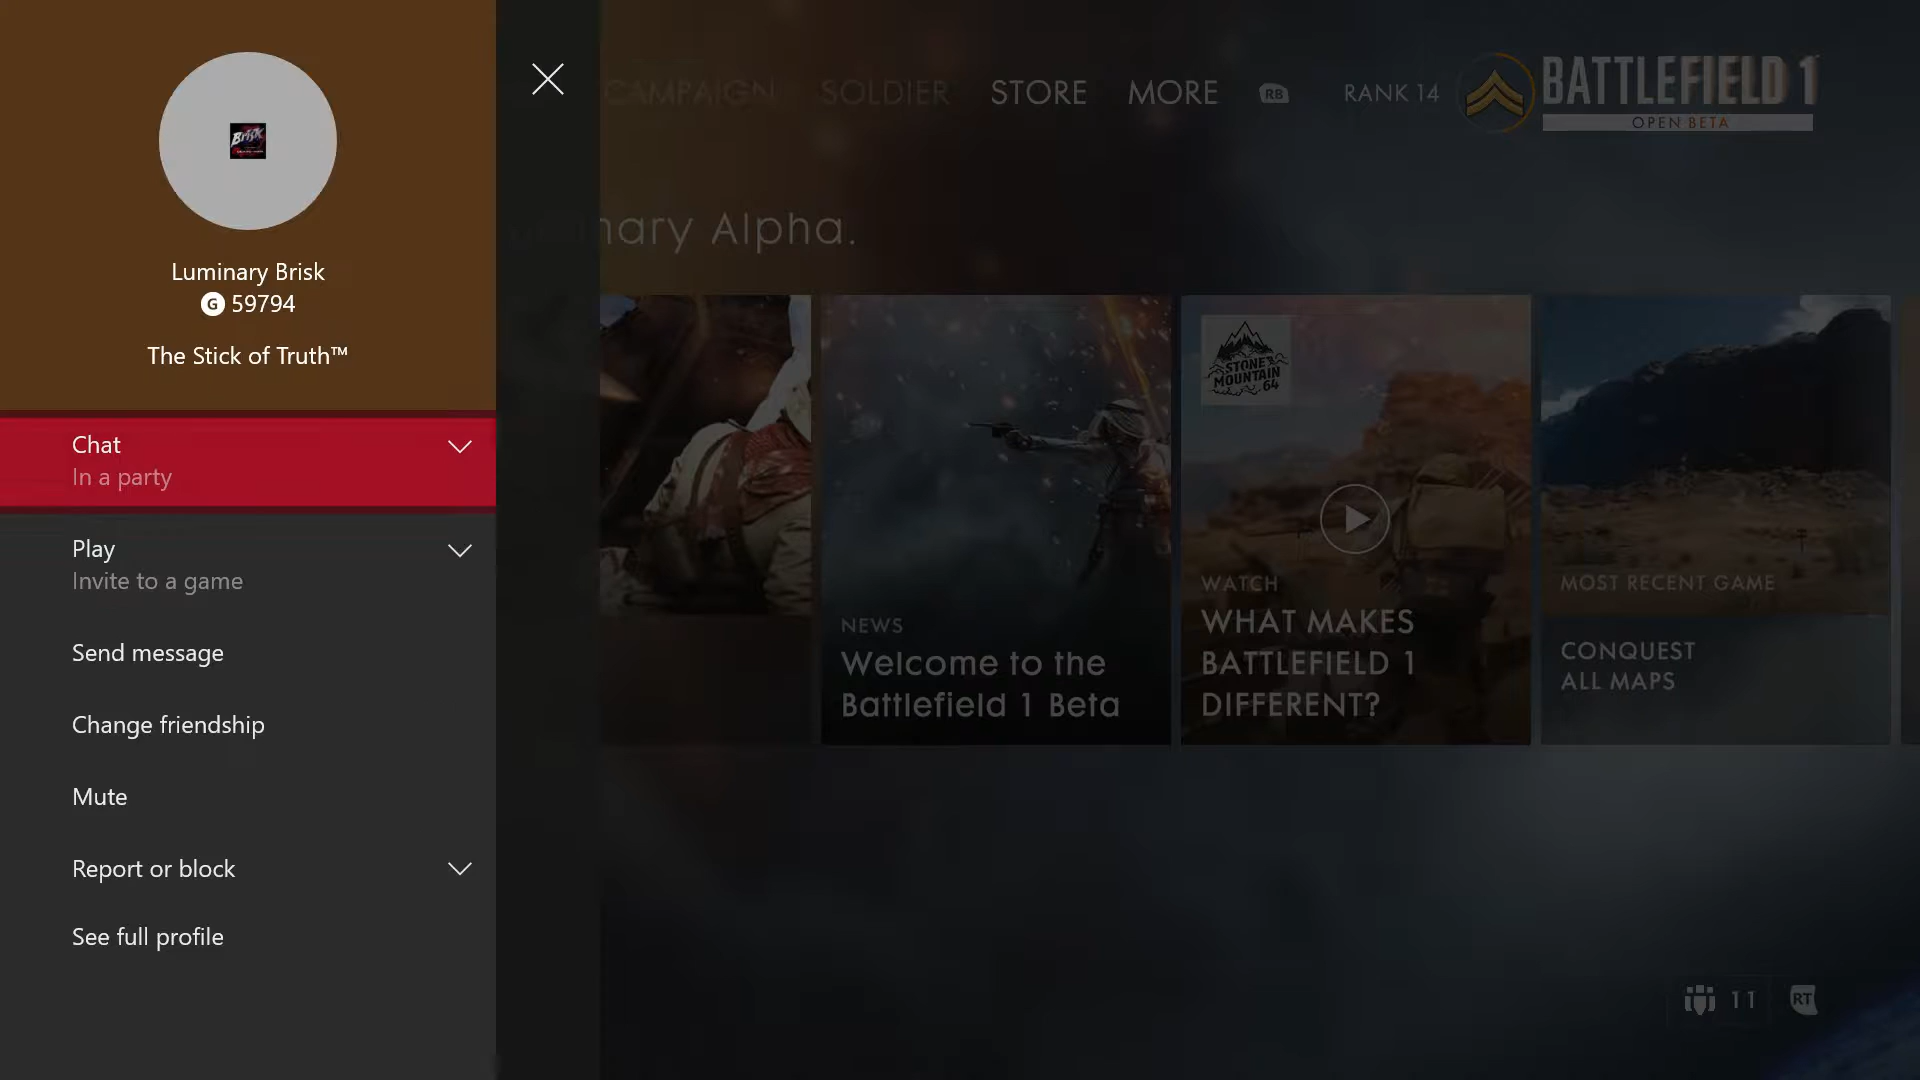 BRISK
Luminary Brisk
G 59794
The Stick of Truth™
Chat
In a party
Play
Invite to a game
Send message
Change friendship
Mute
Report or block
See full profile
CAMPAIGN SOLDIER STORE MORE RB RANK 14
BATTLEFIELD 1
OPEN BETA
nary Alpha.
NEWS
Welcome to the
Battlefield 1 Beta
STONE
MOUNTAIN
64
WATCH
WHAT MAKES
BATTLEFIELD 1
DIFFERENT?
MOST RECENT GAME
CONQUEST
ALL MAPS
11 RT